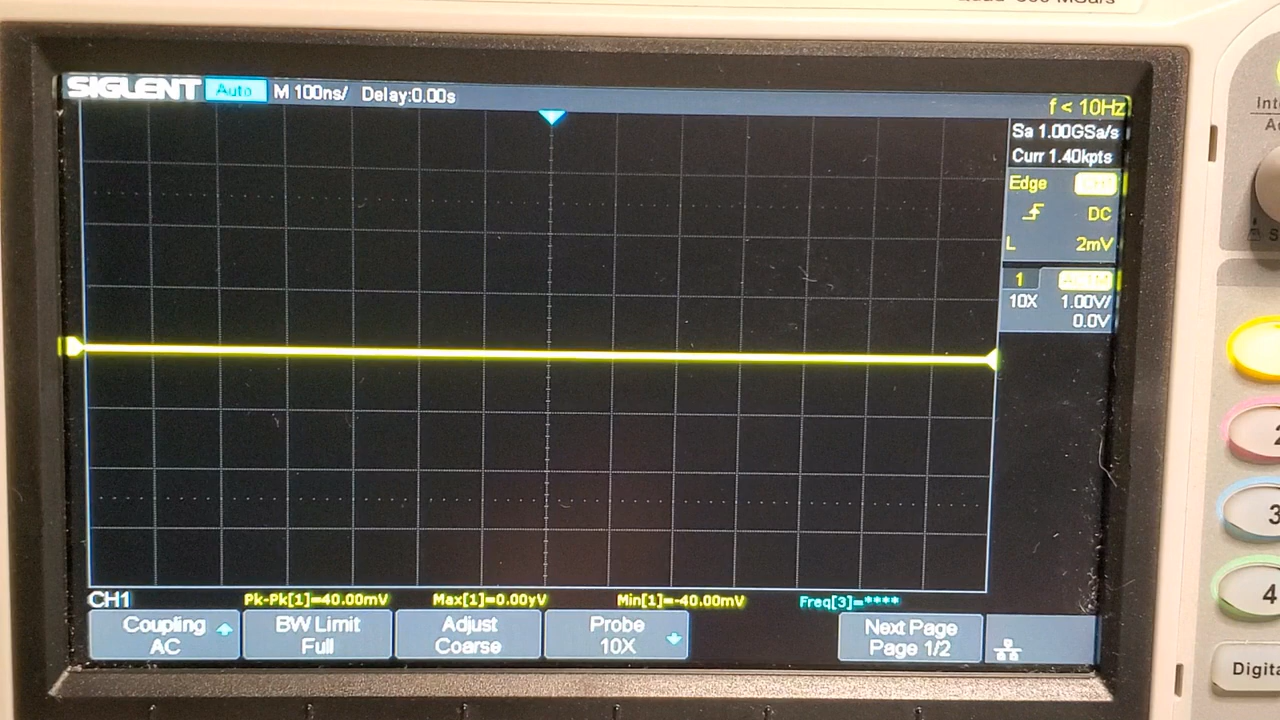 SIGLENT Auto M 100ns/ Delay:0.00s
f < 10Hz
Sa 1.00GSa/s
Curr 1.40kpts
Edge CH1
DC
L 2mV
1
10X 1.00V/
0.0V
CH1 Pk-Pk[1]=40.00mV Max[1]=0.00yV Min[1]=-40.00mV Freq[3]=****
Coupling BW Limit Adjust Probe Next Page
AC Full Coarse 10X Page 1/2
3
4